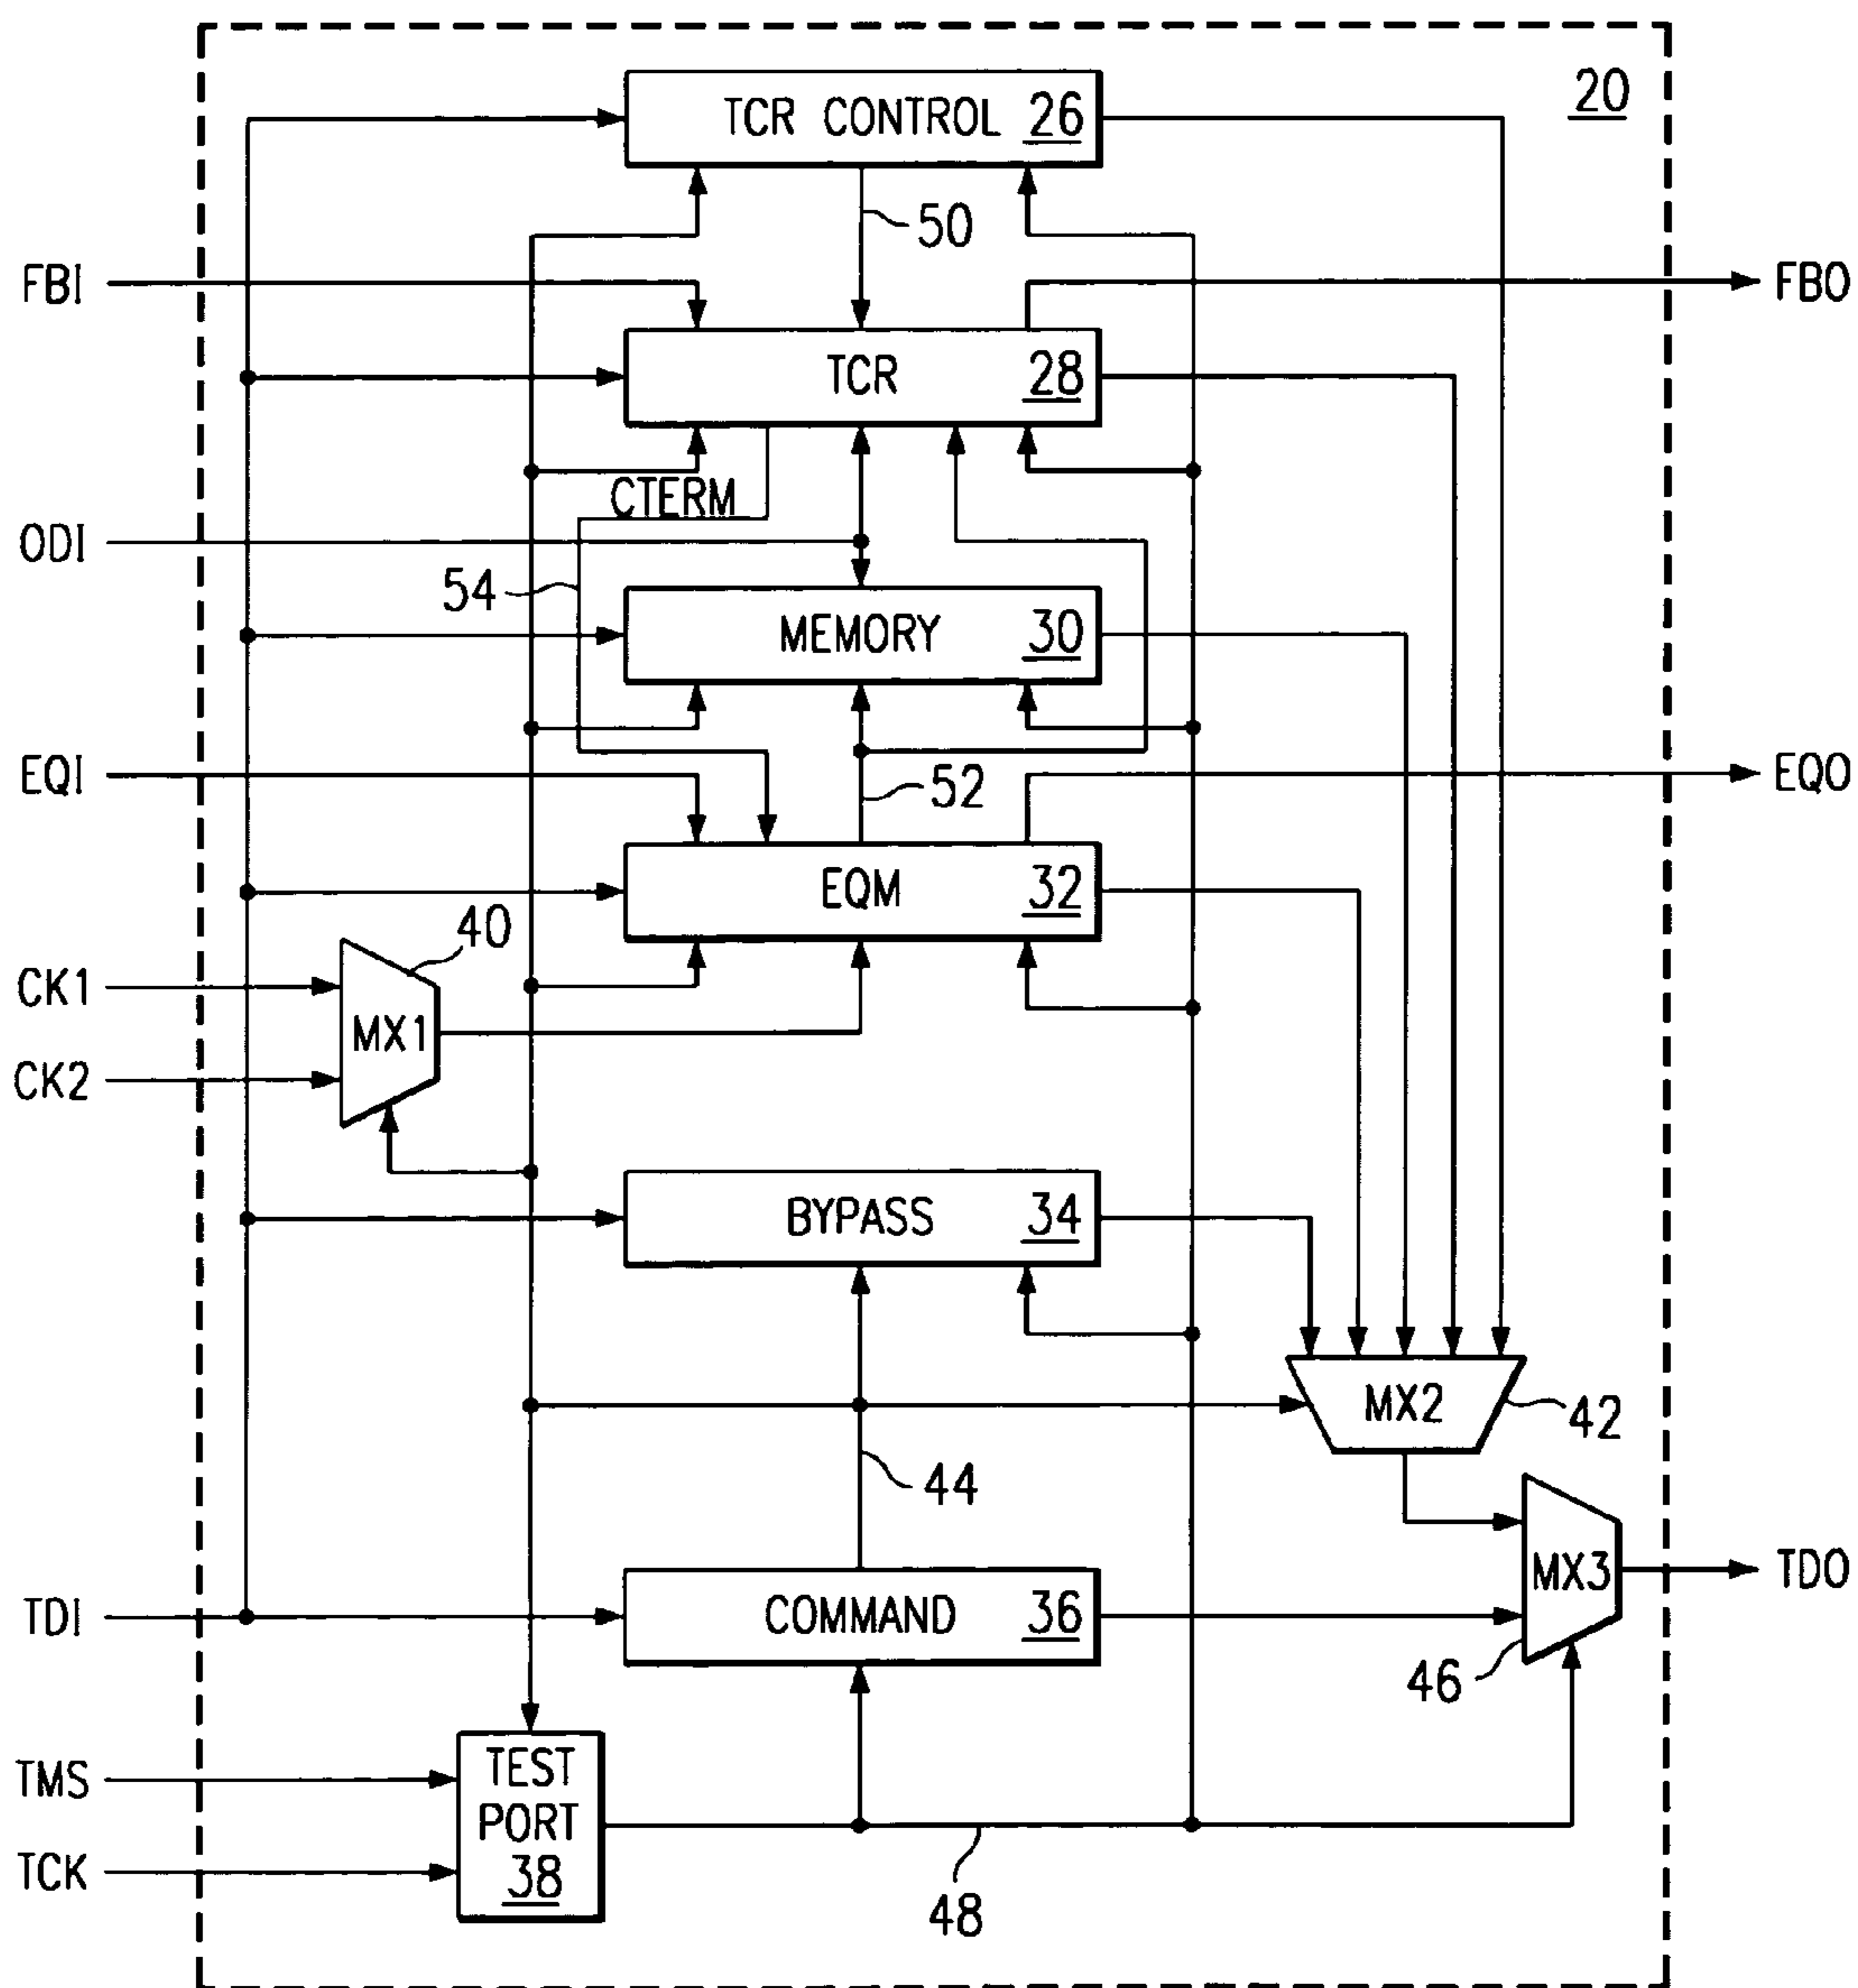 20
TCR CONTROL 26
50
FBI
FBO
TCR 28
CTERM
ODI
54
MEMORY 30
EQI
52
EQO
EQM 32
40
CK1
MX1
CK2
BYPASS 34
MX2
42
44
MX3
TDO
TDI
COMMAND 36
46
TMS
TEST
PORT
38
TCK
48